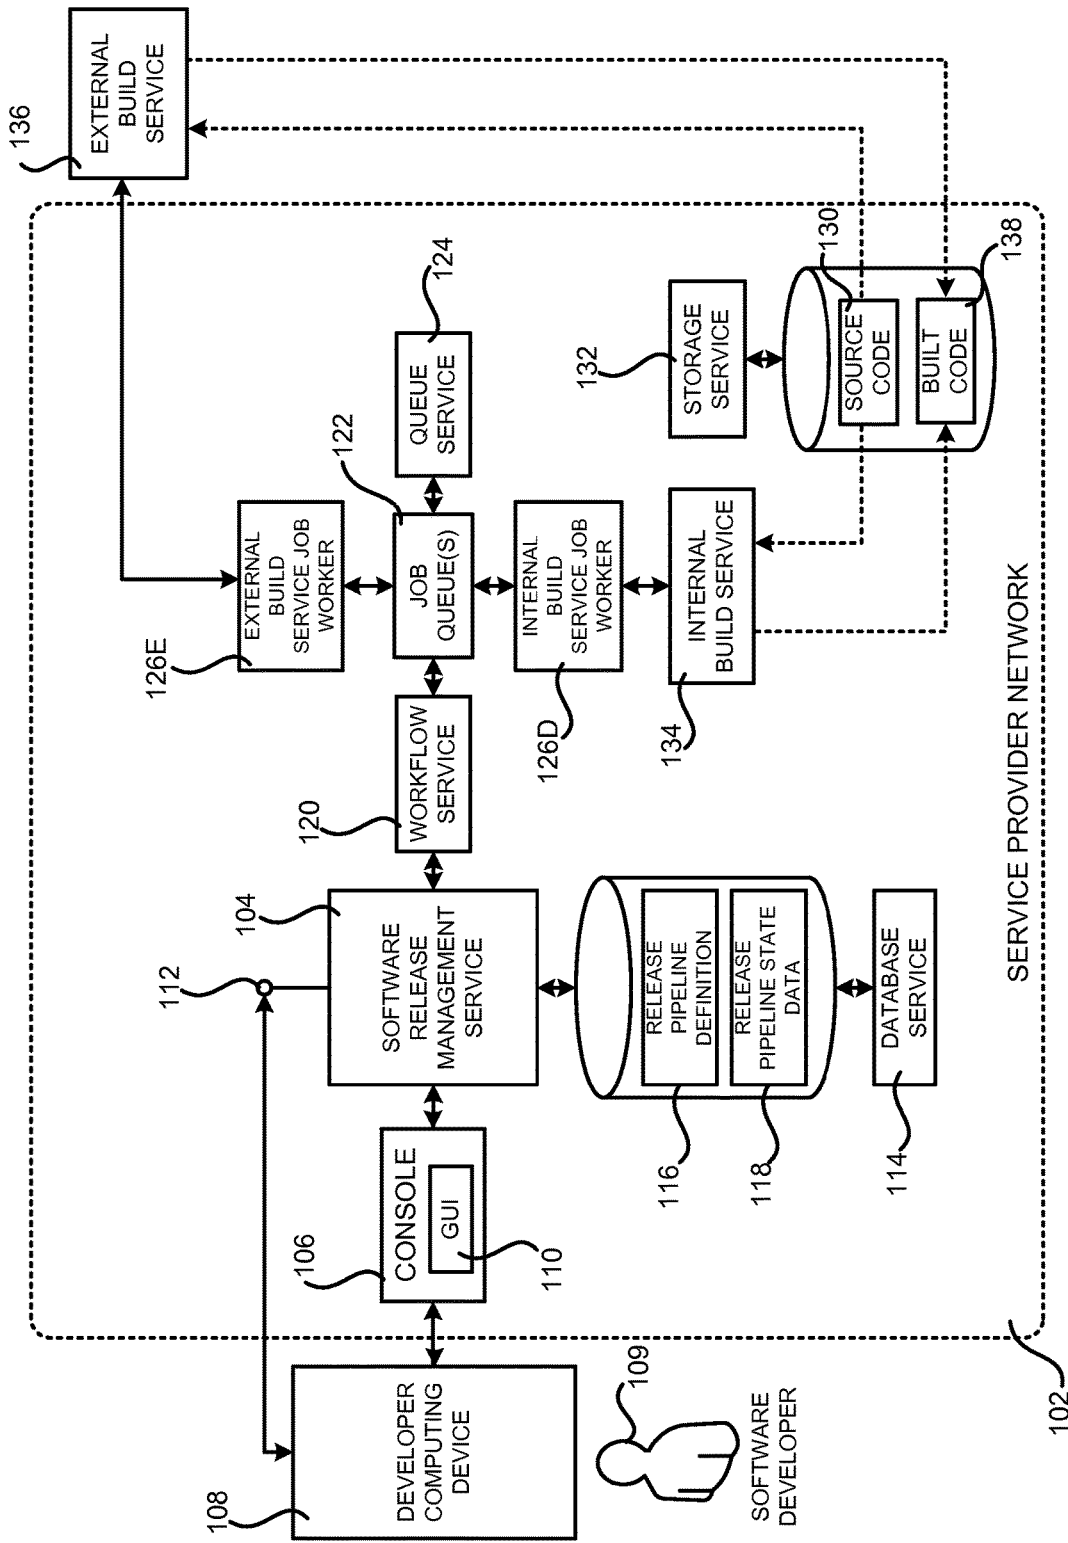 136
EXTERNAL
BUILD
SERVICE
126E
EXTERNAL
BUILD
SERVICE JOB
WORKER
112
104
SOFTWARE
RELEASE
MANAGEMENT
SERVICE
120
WORKFLOW
SERVICE
122
JOB
QUEUE(S)
124
QUEUE
SERVICE
108
DEVELOPER
COMPUTING
DEVICE
106
CONSOLE
GUI
110
126D
INTERNAL
BUILD
SERVICE JOB
WORKER
109
SOFTWARE
DEVELOPER
116
RELEASE
PIPELINE
DEFINITION
118
RELEASE
PIPELINE STATE
DATA
114
DATABASE
SERVICE
134
INTERNAL
BUILD SERVICE
132
STORAGE
SERVICE
130
SOURCE
CODE
138
BUILT
CODE
102
SERVICE PROVIDER NETWORK